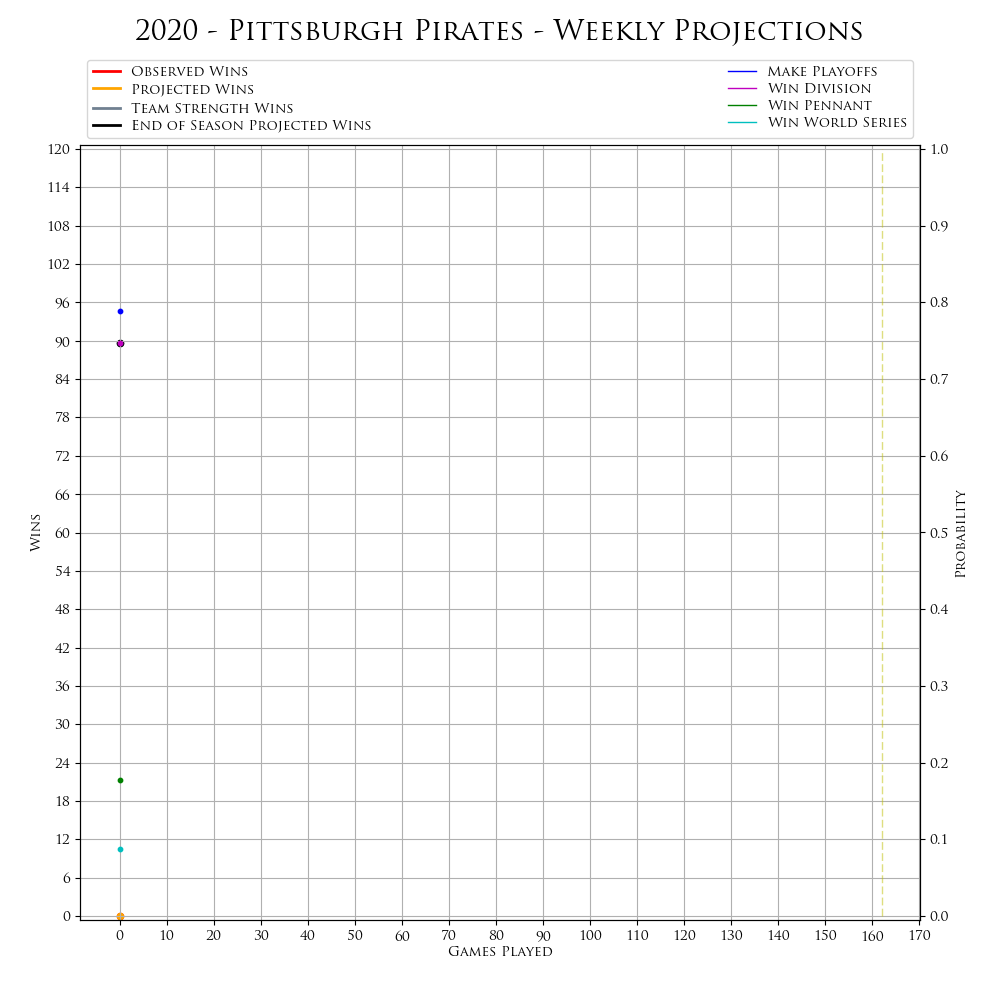 2020 - Pittsburgh Pirates - Weekly Projections
Observed Wins
Projected Wins
Team Strength Wins
End of Season Projected Wins
Make Playoffs
Win Division
Win Pennant
Win World Series
120
114
108
102
96
90
84
78
72
66
60
54
48
42
36
30
24
18
12
6
0
Wins
1.0
0.9
0.8
0.7
0.6
0.5
0.4
0.3
0.2
0.1
0.0
Probability
0 10 20 30 40 50 60 70 80 90 100 110 120 130 140 150 160 170
Games Played